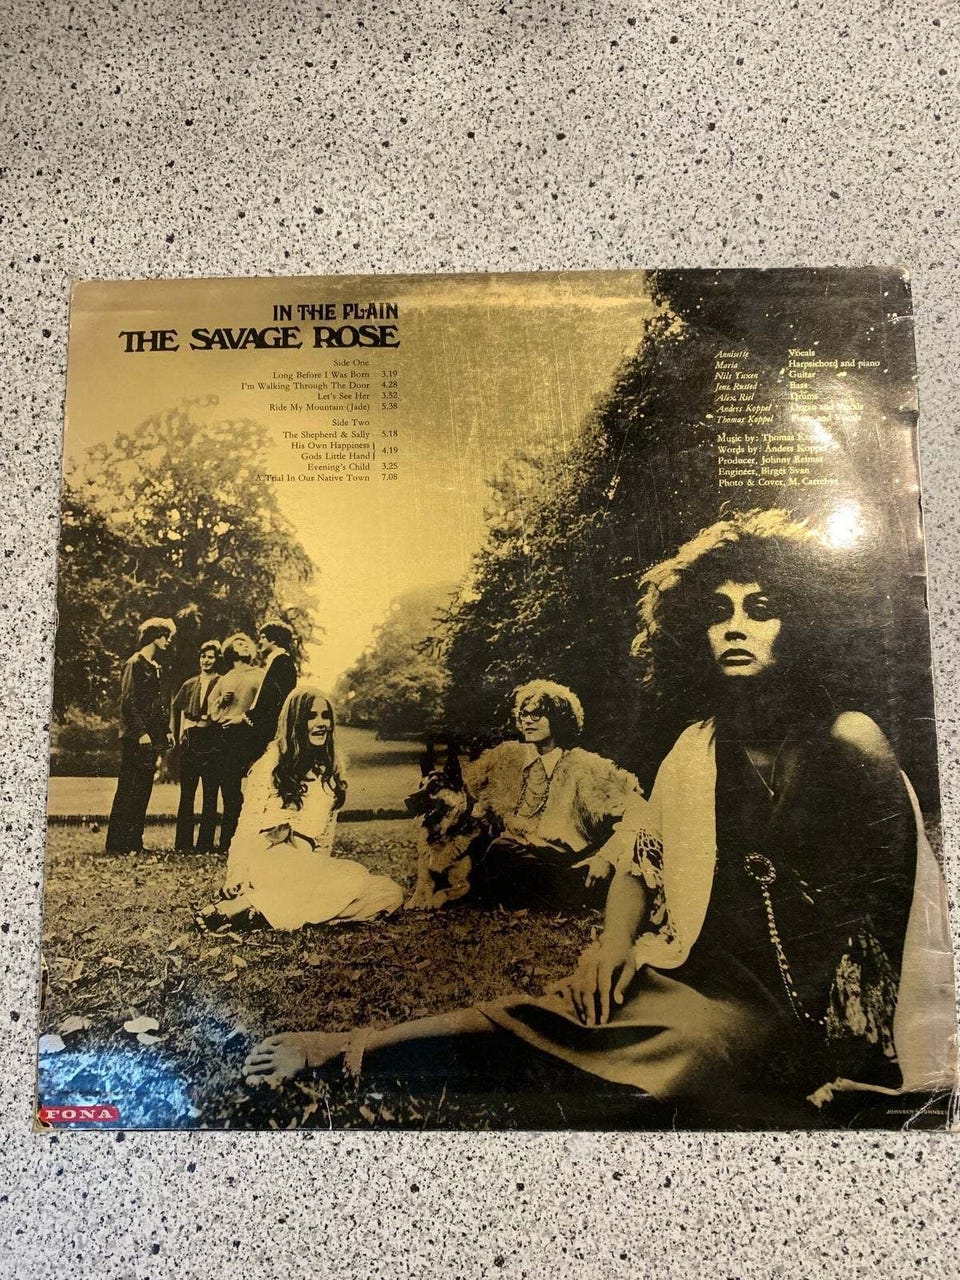 IN THE PLAIN
THE SAVAGE ROSE
Side One
Long Before I Was Born 3.19
I'm Walking Through The Door 4.28
Let's See Her 3.52
Ride My Mountain (Jade) 5.38
Side Two
The Shepherd & Sally 5.18
His Own Happiness
Gods Little Hand } 4.19
Evening's Child 3.25
A Trial In Our Native Town 7.08
Annisette Vocals
Maria Harpsichord and piano
Nils Tuxen Guitar
Jens Rugsted Bass
Alex Riel Drums
Anders Koppel Organ and Vocals
Thomas Koppel
Music by: Thomas
Words by: Anders Koppel
Producer, Johnny Reimar
Engineer, Birger Svan
Photo & Cover, M.
FONA